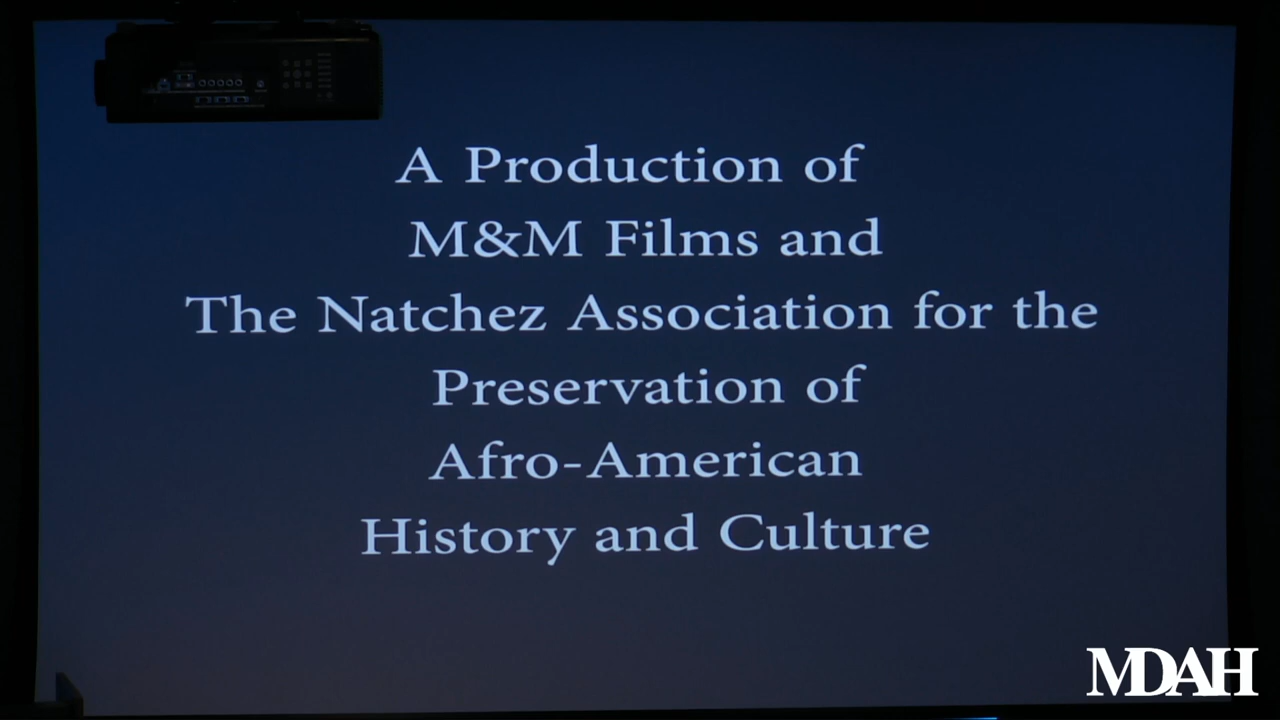 A Production of
M&M Films and
The Natchez Association for the
Preservation of
Afro-American
History and Culture
MDAH